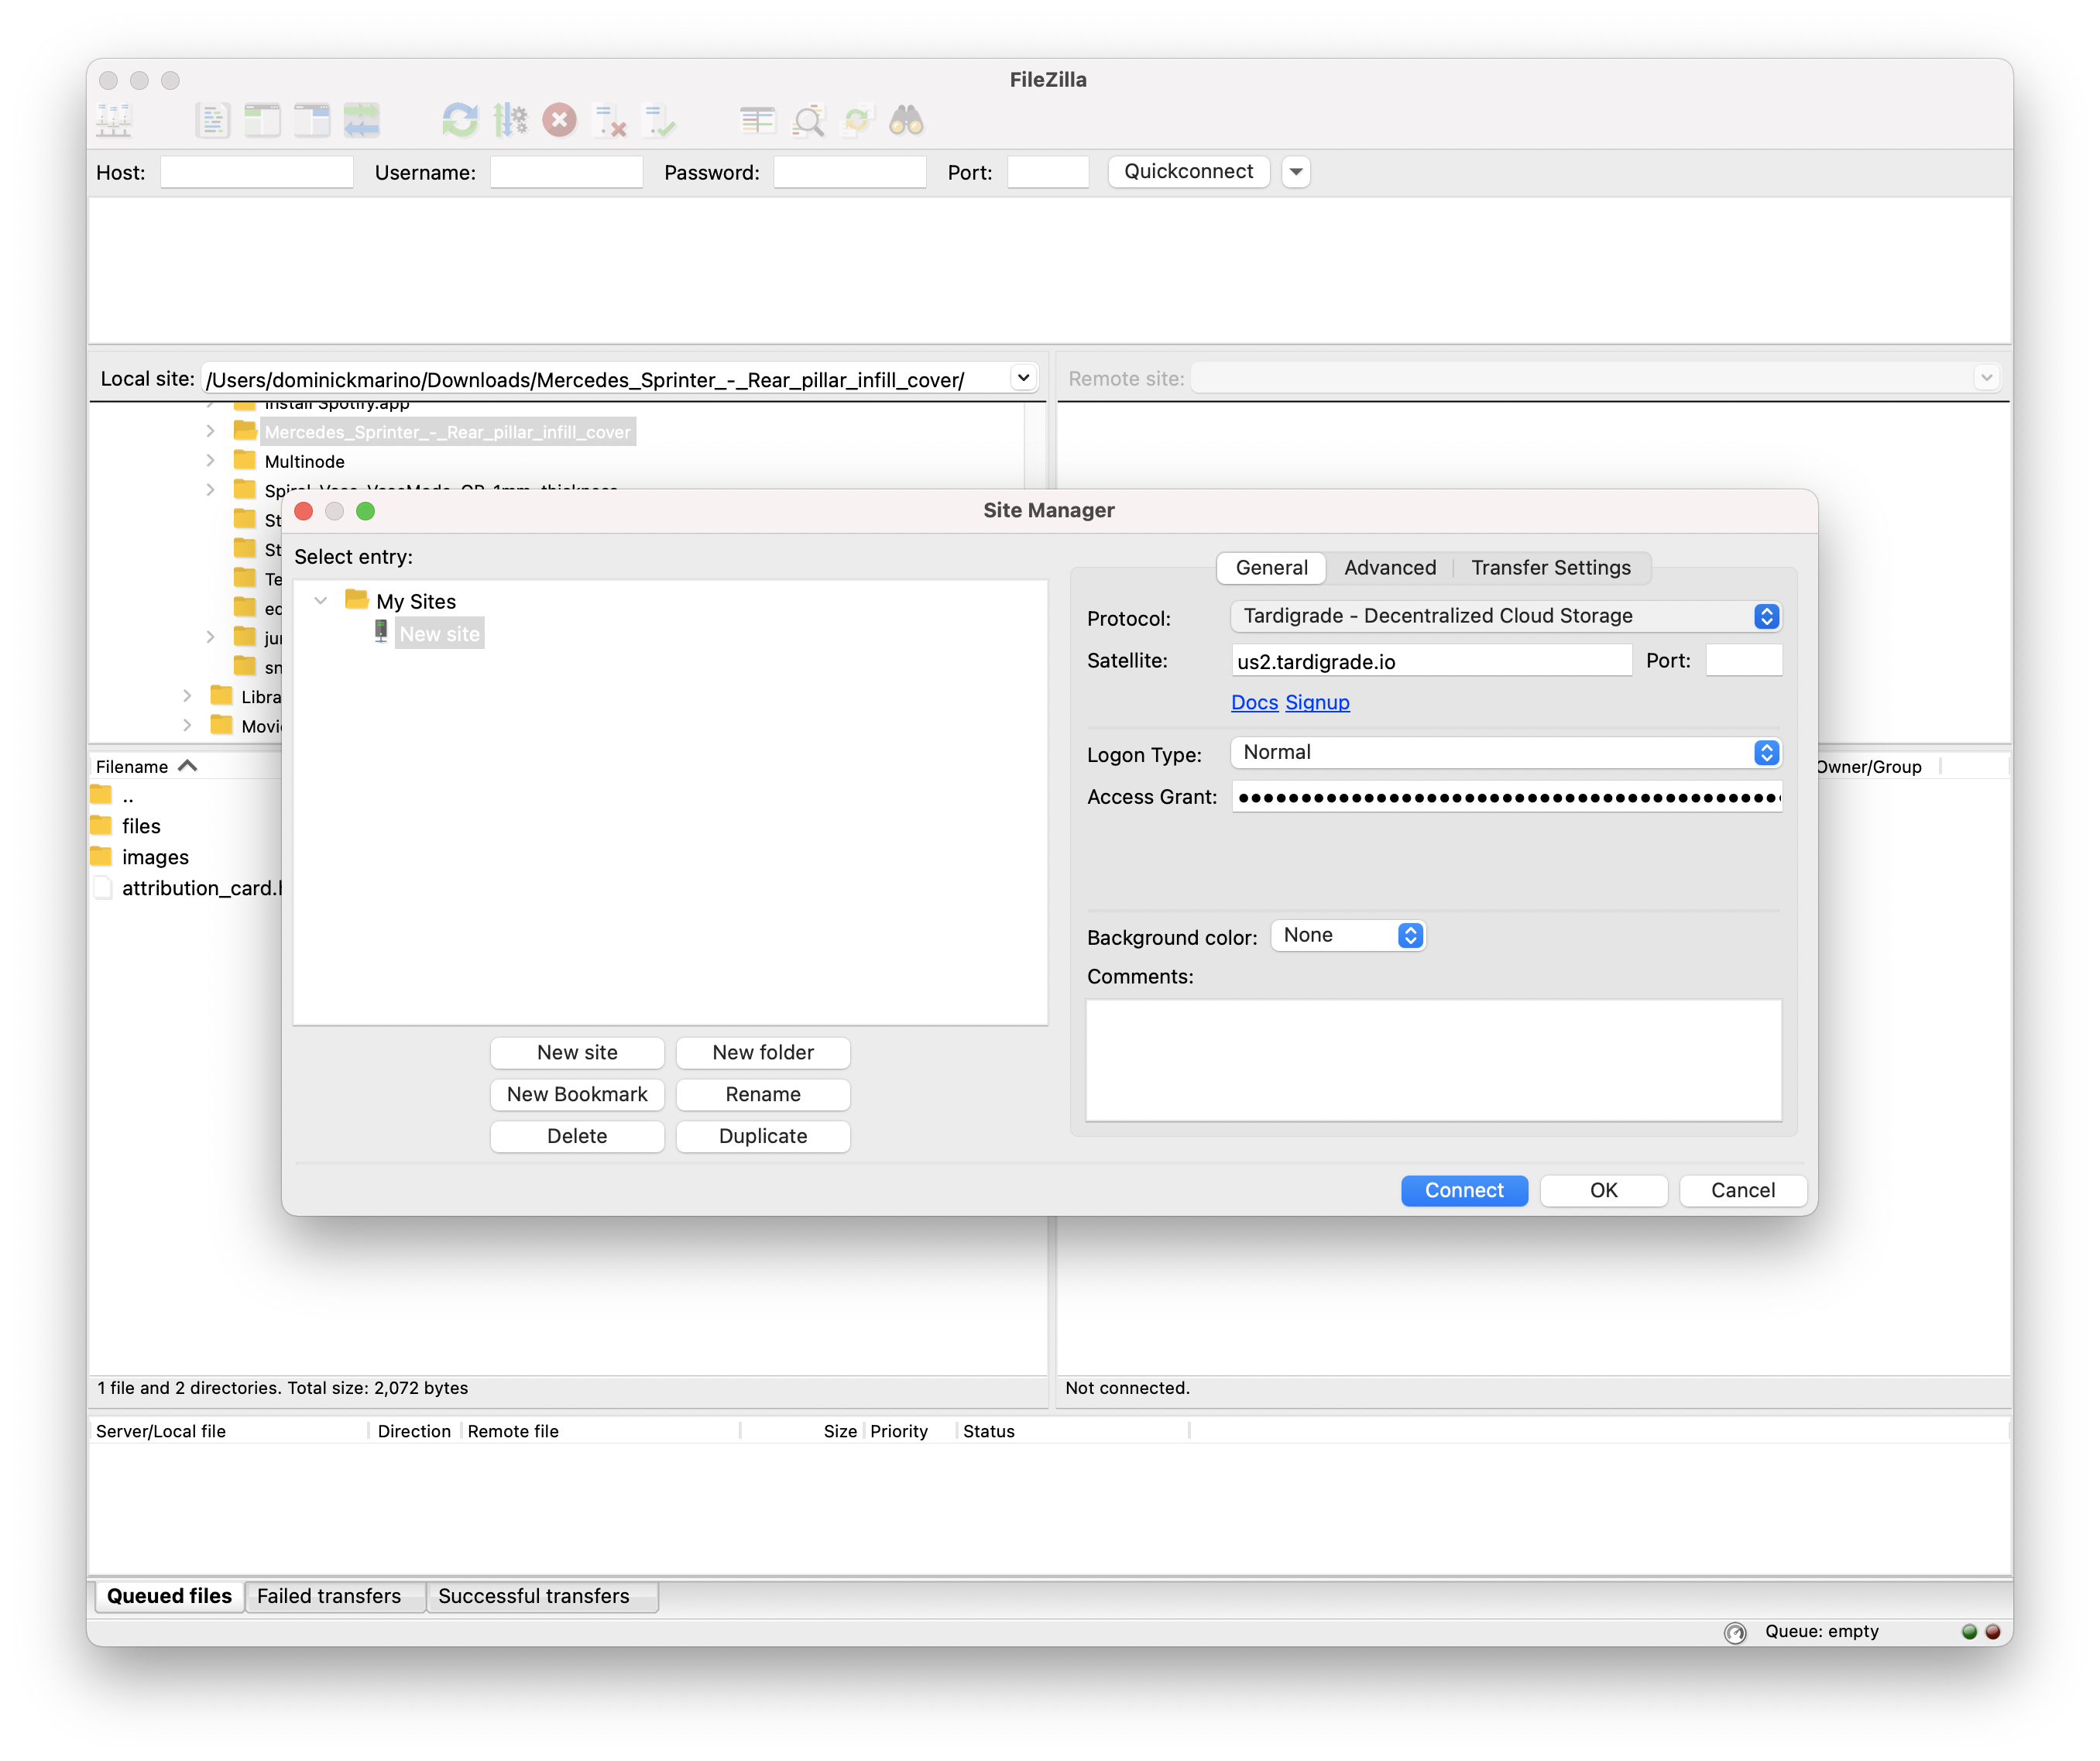 FileZilla
Host: Username: Password: Port: Quickconnect
Local site: /Users/dominickmarino/Downloads/Mercedes_Sprinter_-_Rear_pillar_infill_cover/
Remote site:
Install Spotify.app
Mercedes_Sprinter_-_Rear_pillar_infill_cover
Multinode
Spiral_Vase_VaseMode_OR_1mm_thickness
St
St
Te
ec
jur
sn
Libra
Movi
Filename
..
files
images
attribution_card.h
Owner/Group
Site Manager
Select entry:
My Sites
New site
New site New folder
New Bookmark Rename
Delete Duplicate
General Advanced Transfer Settings
Protocol: Tardigrade - Decentralized Cloud Storage
Satellite: us2.tardigrade.io Port:
Docs Signup
Logon Type: Normal
Access Grant:
Background color: None
Comments:
Connect OK Cancel
1 file and 2 directories. Total size: 2,072 bytes
Not connected.
Server/Local file Direction Remote file Size Priority Status
Queued files Failed transfers Successful transfers
Queue: empty